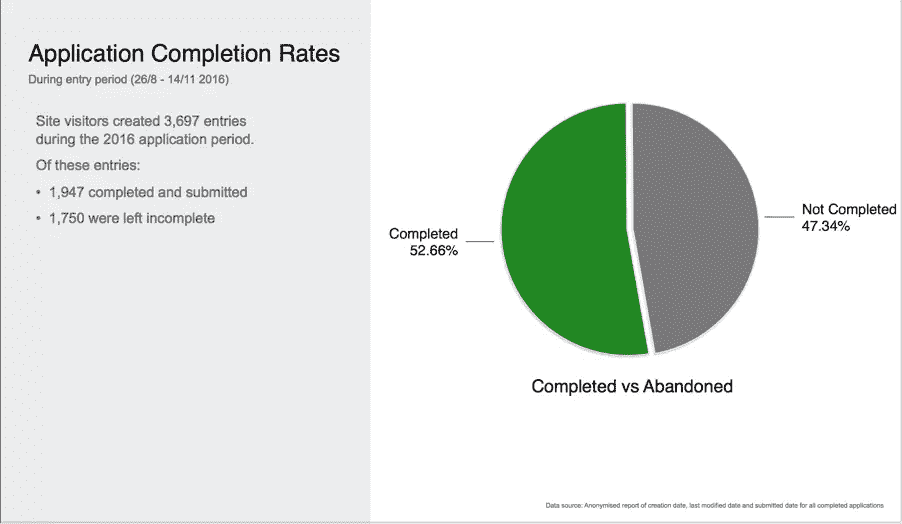 Application Completion Rates
During entry period (26/8 - 14/11 2016)
Site visitors created 3,697 entries
during the 2016 application period.
Of these entries:
• 1,947 completed and submitted
• 1,750 were left incomplete
Completed
52.66%
Not Completed
47.34%
Completed vs Abandoned
Data source: Anonymised report of creation date, last modified date and submitted date for all completed applications